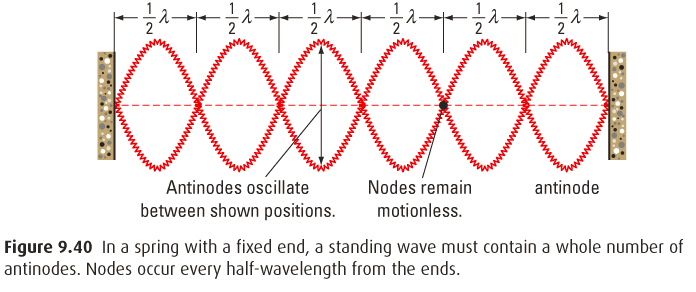 1/2 λ 1/2 λ 1/2 λ 1/2 λ 1/2 λ 1/2 λ
Antinodes oscillate
between shown positions.
Nodes remain
motionless.
antinode
Figure 9.40 In a spring with a fixed end, a standing wave must contain a whole number of
antinodes. Nodes occur every half-wavelength from the ends.